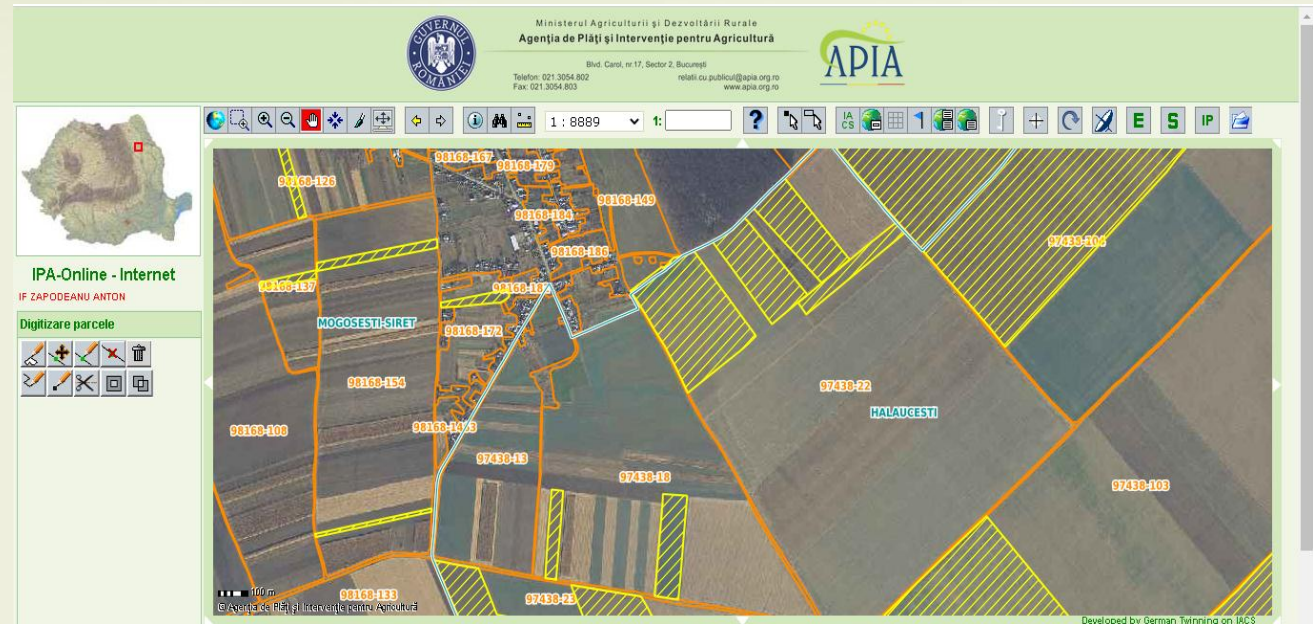 Ministerul Agriculturii şi Dezvoltării Rurale
Agenţia de Plăţi şi Intervenţie pentru Agricultură
Blvd. Carol, nr.17, Sector 2, Bucureşti
Telefon: 021.3054.802 relatii.cu.publicul@apia.org.ro
Fax: 021.3054.803 www.apia.org.ro
GUVERNUL ROMÂNIEI
APIA
1 : 8889 1:
? IA CS E S IP
IPA-Online - Internet
IF ZAPODEANU ANTON
Digitizare parcele
98168-167
98168-179
98168-126
98168-149
98168-184
97438-104
98168-186
98168-137
MOGOSESTI-SIRET
98168-172
98168-154
97438-22
HALAUCESTI
98168-108
97438-13
97438-18
97438-103
98168-133
97438-23
100 m
© Agenţia de Plăţi şi Intervenţie pentru Agricultură
Developed by German Twinning on IACS